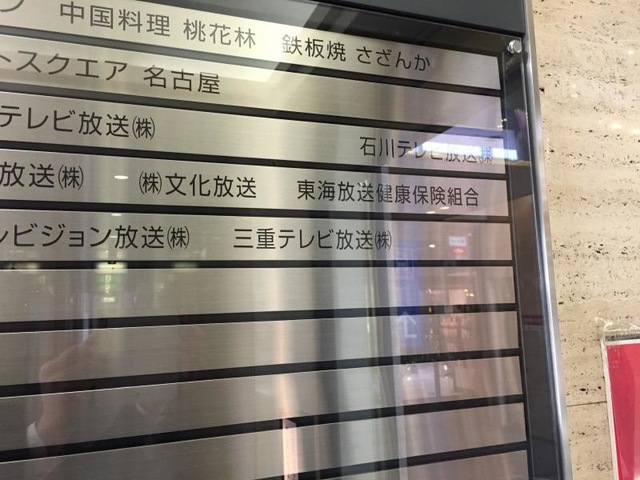 中国料理 桃花林 鉄板焼 さざんか
トスクエア 名古屋
テレビ放送㈱ 石川テレビ放送㈱
放送㈱ ㈱文化放送 東海放送健康保険組合
レビジョン放送㈱ 三重テレビ放送㈱